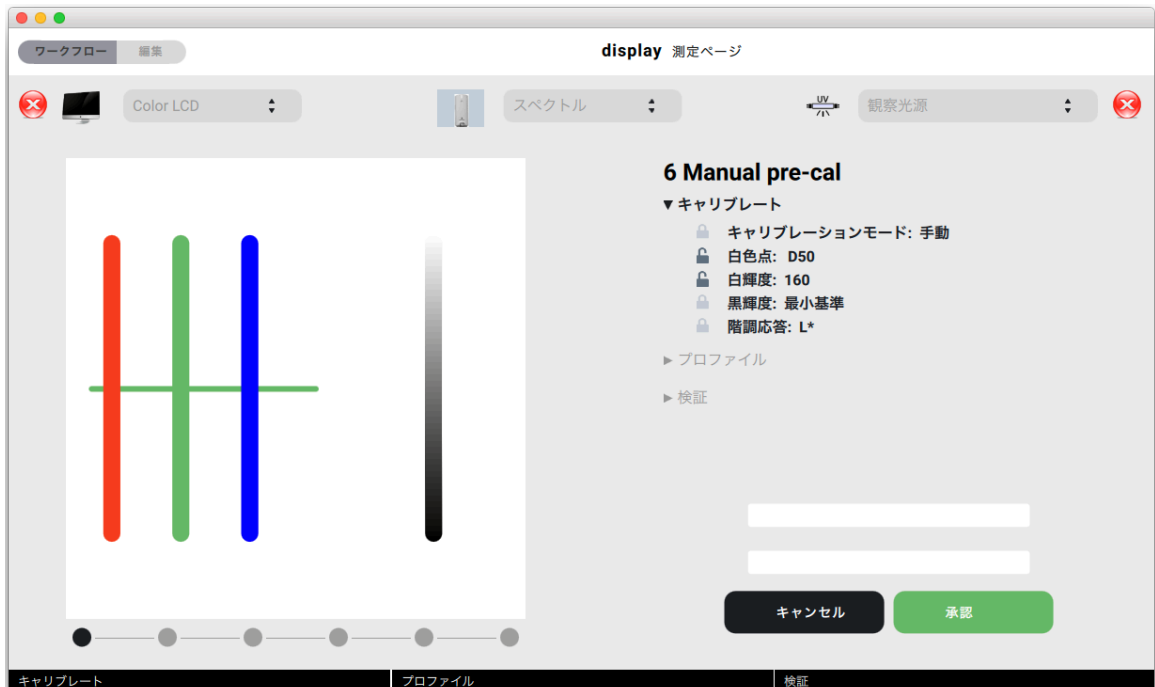 ワークフロー 編集 display 測定ページ
Color LCD スペクトル UV 観察光源
6 Manual pre-cal
▼キャリブレート
キャリブレーションモード: 手動
白色点: D50
白輝度: 160
黒輝度: 最小基準
階調応答: L*
▶プロファイル
▶検証
キャンセル 承認
キャリブレート プロファイル 検証